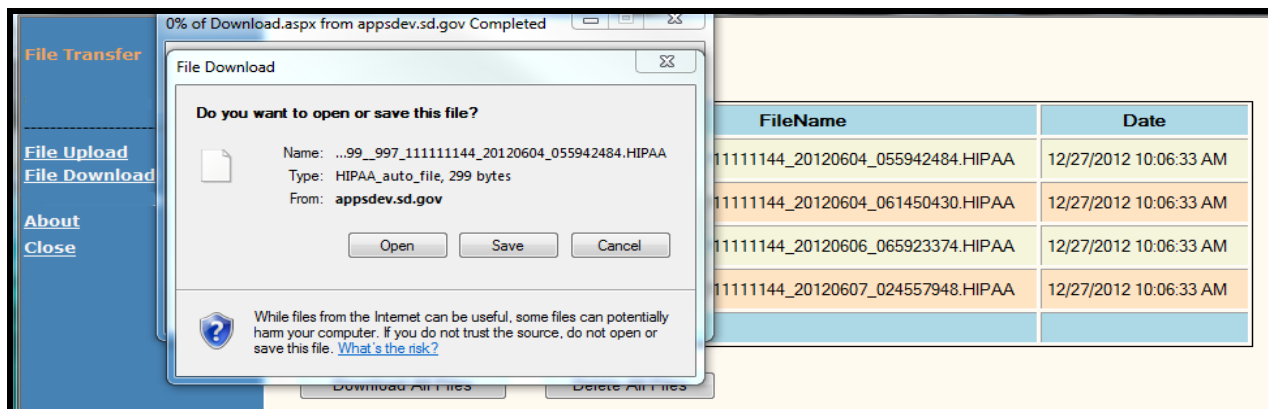 0% of Download.aspx from appsdev.sd.gov Completed
File Transfer
File Download
Do you want to open or save this file?
Name: ...99__997_111111144_20120604_055942484.HIPAA
Type: HIPAA_auto_file, 299 bytes
From: appsdev.sd.gov
Open Save Cancel
While files from the Internet can be useful, some files can potentially
harm your computer. If you do not trust the source, do not open or
save this file. What's the risk?
File Upload
File Download
About
Close
FileName Date
11111144_20120604_055942484.HIPAA 12/27/2012 10:06:33 AM
11111144_20120604_061450430.HIPAA 12/27/2012 10:06:33 AM
11111144_20120606_065923374.HIPAA 12/27/2012 10:06:33 AM
11111144_20120607_024557948.HIPAA 12/27/2012 10:06:33 AM
Download All Files Delete All Files